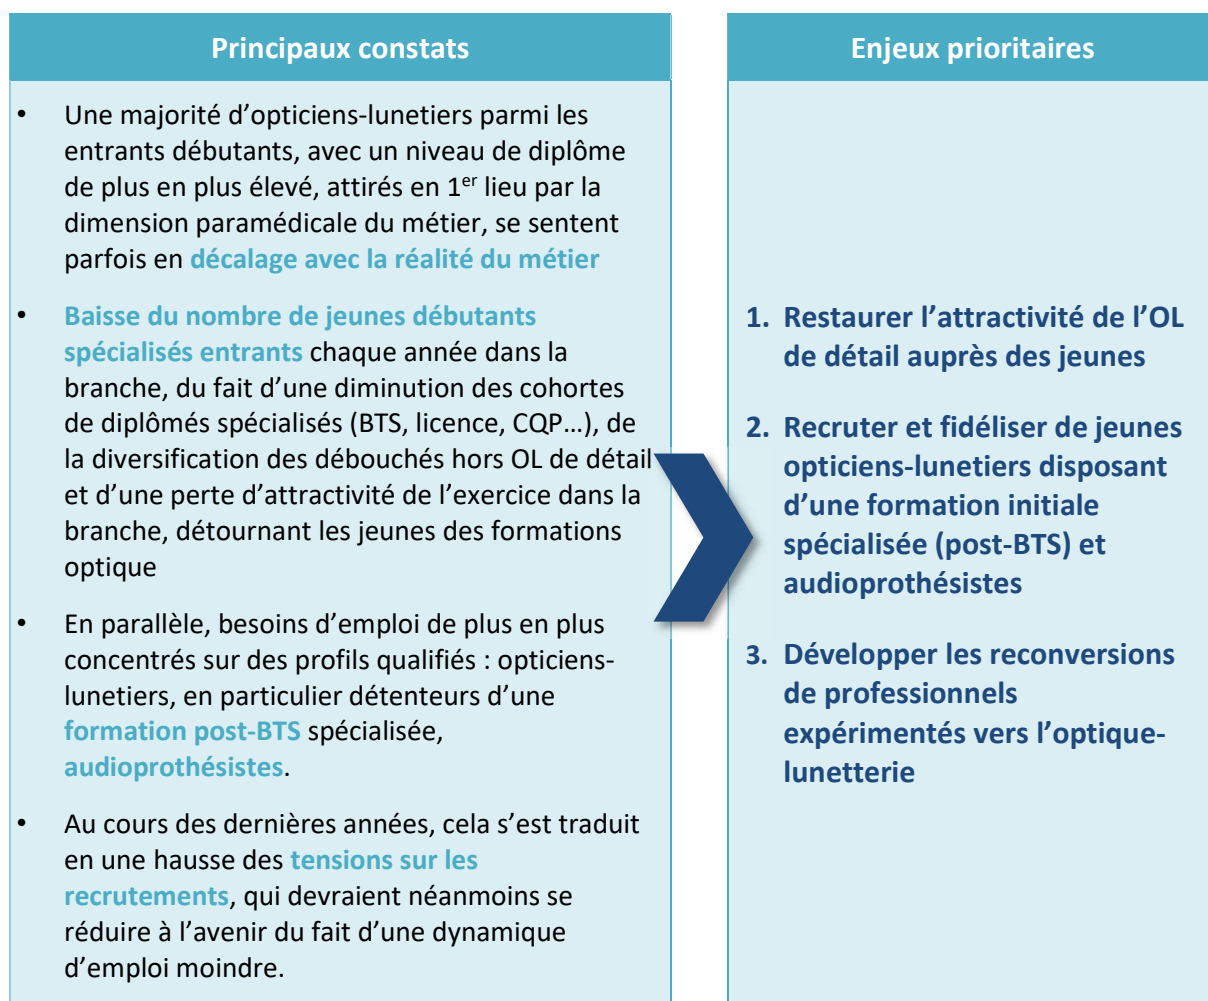 Principaux constats
• Une majorité d’opticiens-lunetiers parmi les
entrants débutants, avec un niveau de diplôme
de plus en plus élevé, attirés en 1er lieu par la
dimension paramédicale du métier, se sentent
parfois en décalage avec la réalité du métier
• Baisse du nombre de jeunes débutants
spécialisés entrants chaque année dans la
branche, du fait d’une diminution des cohortes
de diplômés spécialisés (BTS, licence, CQP…), de
la diversification des débouchés hors OL de détail
et d’une perte d’attractivité de l’exercice dans la
branche, détournant les jeunes des formations
optique
• En parallèle, besoins d’emploi de plus en plus
concentrés sur des profils qualifiés : opticiens-
lunetiers, en particulier détenteurs d’une
formation post-BTS spécialisée,
audioprothésistes.
• Au cours des dernières années, cela s’est traduit
en une hausse des tensions sur les
recrutements, qui devraient néanmoins se
réduire à l’avenir du fait d’une dynamique
d’emploi moindre.
Enjeux prioritaires
1. Restaurer l’attractivité de l’OL
de détail auprès des jeunes
2. Recruter et fidéliser de jeunes
opticiens-lunetiers disposant
d’une formation initiale
spécialisée (post-BTS) et
audioprothésistes
3. Développer les reconversions
de professionnels
expérimentés vers l’optique-
lunetterie